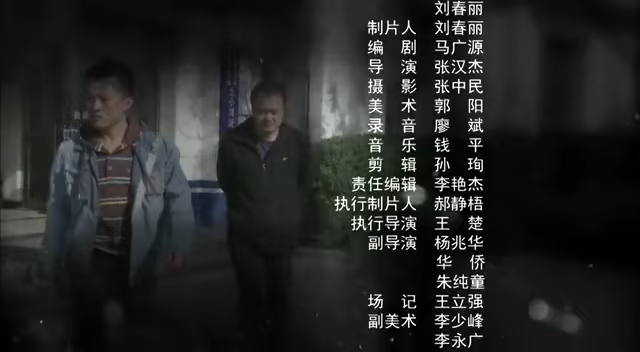 刘春丽
制片人 刘春丽
编剧 马广源
导演 张汉杰
摄影 张中民
美术 郭阳
录音 廖斌
音乐 钱平
剪辑 孙珣
责任编辑 李艳杰
执行制片人 郝静梧
执行导演 王楚
副导演 杨兆华
华侨
朱纯童
场记 王立强
副美术 李少峰
李永广